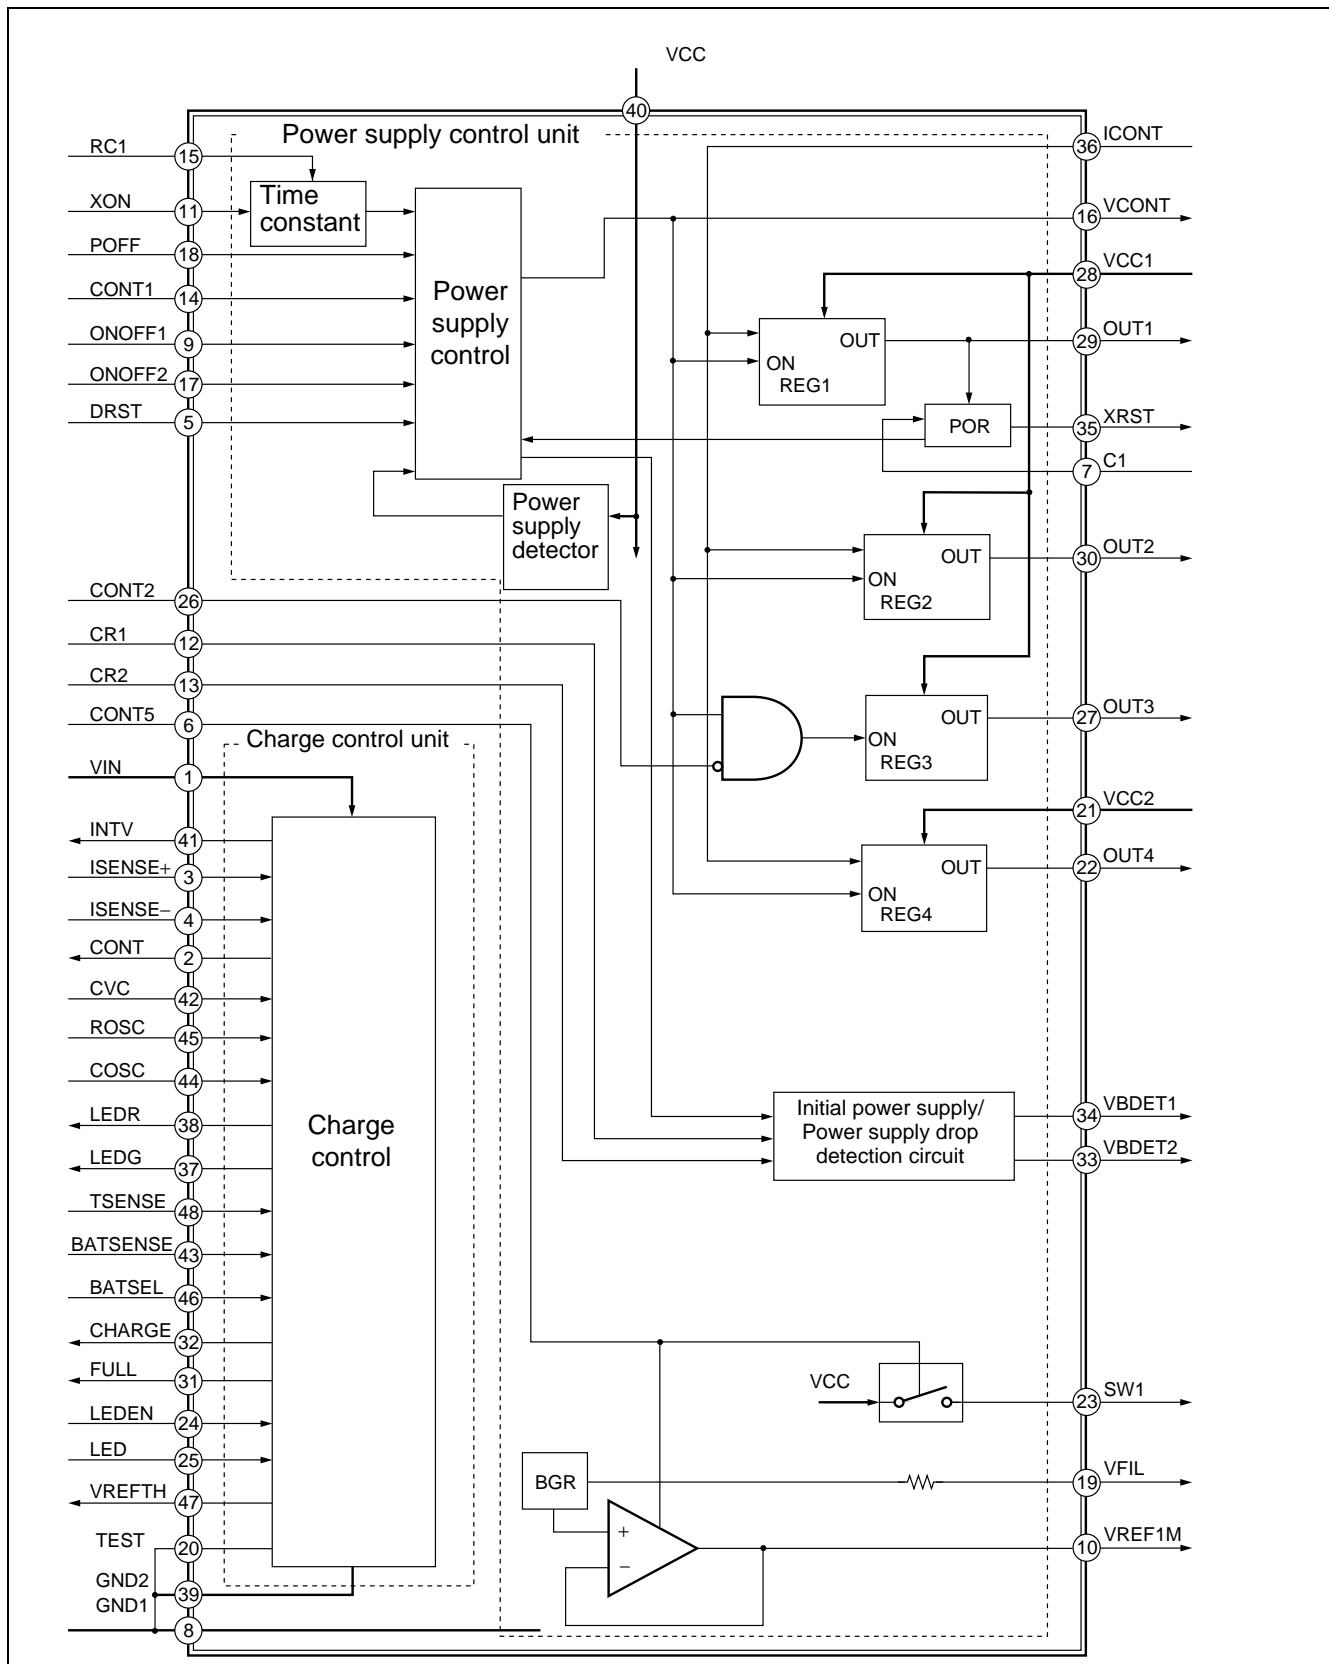 VCC
40
Power supply control unit
RC1
15
XON
11
POFF
18
CONT1
14
ONOFF1
9
ONOFF2
17
DRST
5
Time
constant
Power
supply
control
Power
supply
detector
ICONT
36
VCONT
16
VCC1
28
OUT
ON
REG1
OUT1
29
POR
XRST
35
C1
7
OUT
ON
REG2
OUT2
30
CONT2
26
CR1
12
CR2
13
CONT5
6
OUT
ON
REG3
OUT3
27
VCC2
21
OUT
ON
REG4
OUT4
22
Charge control unit
VIN
1
INTV
41
ISENSE+
3
ISENSE−
4
CONT
2
CVC
42
ROSC
45
COSC
44
LEDR
38
LEDG
37
TSENSE
48
BATSENSE
43
BATSEL
46
CHARGE
32
FULL
31
LEDEN
24
LED
25
VREFTH
47
TEST
20
GND2
39
GND1
8
Charge
control
Initial power supply/
Power supply drop
detection circuit
VBDET1
34
VBDET2
33
VCC
SW1
23
BGR
VFIL
19
+
−
VREF1M
10